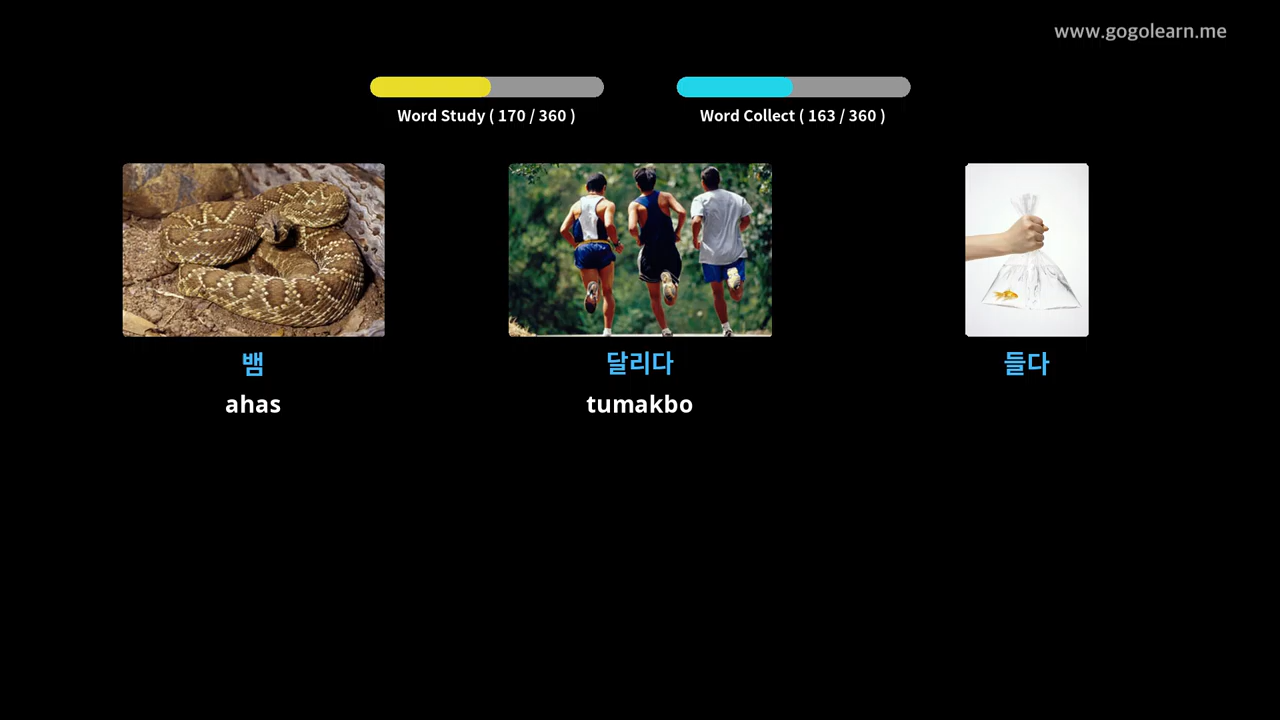 www.gogolearn.me
Word Study ( 170 / 360 )
Word Collect ( 163 / 360 )
뱀
달리다
들다
ahas
tumakbo